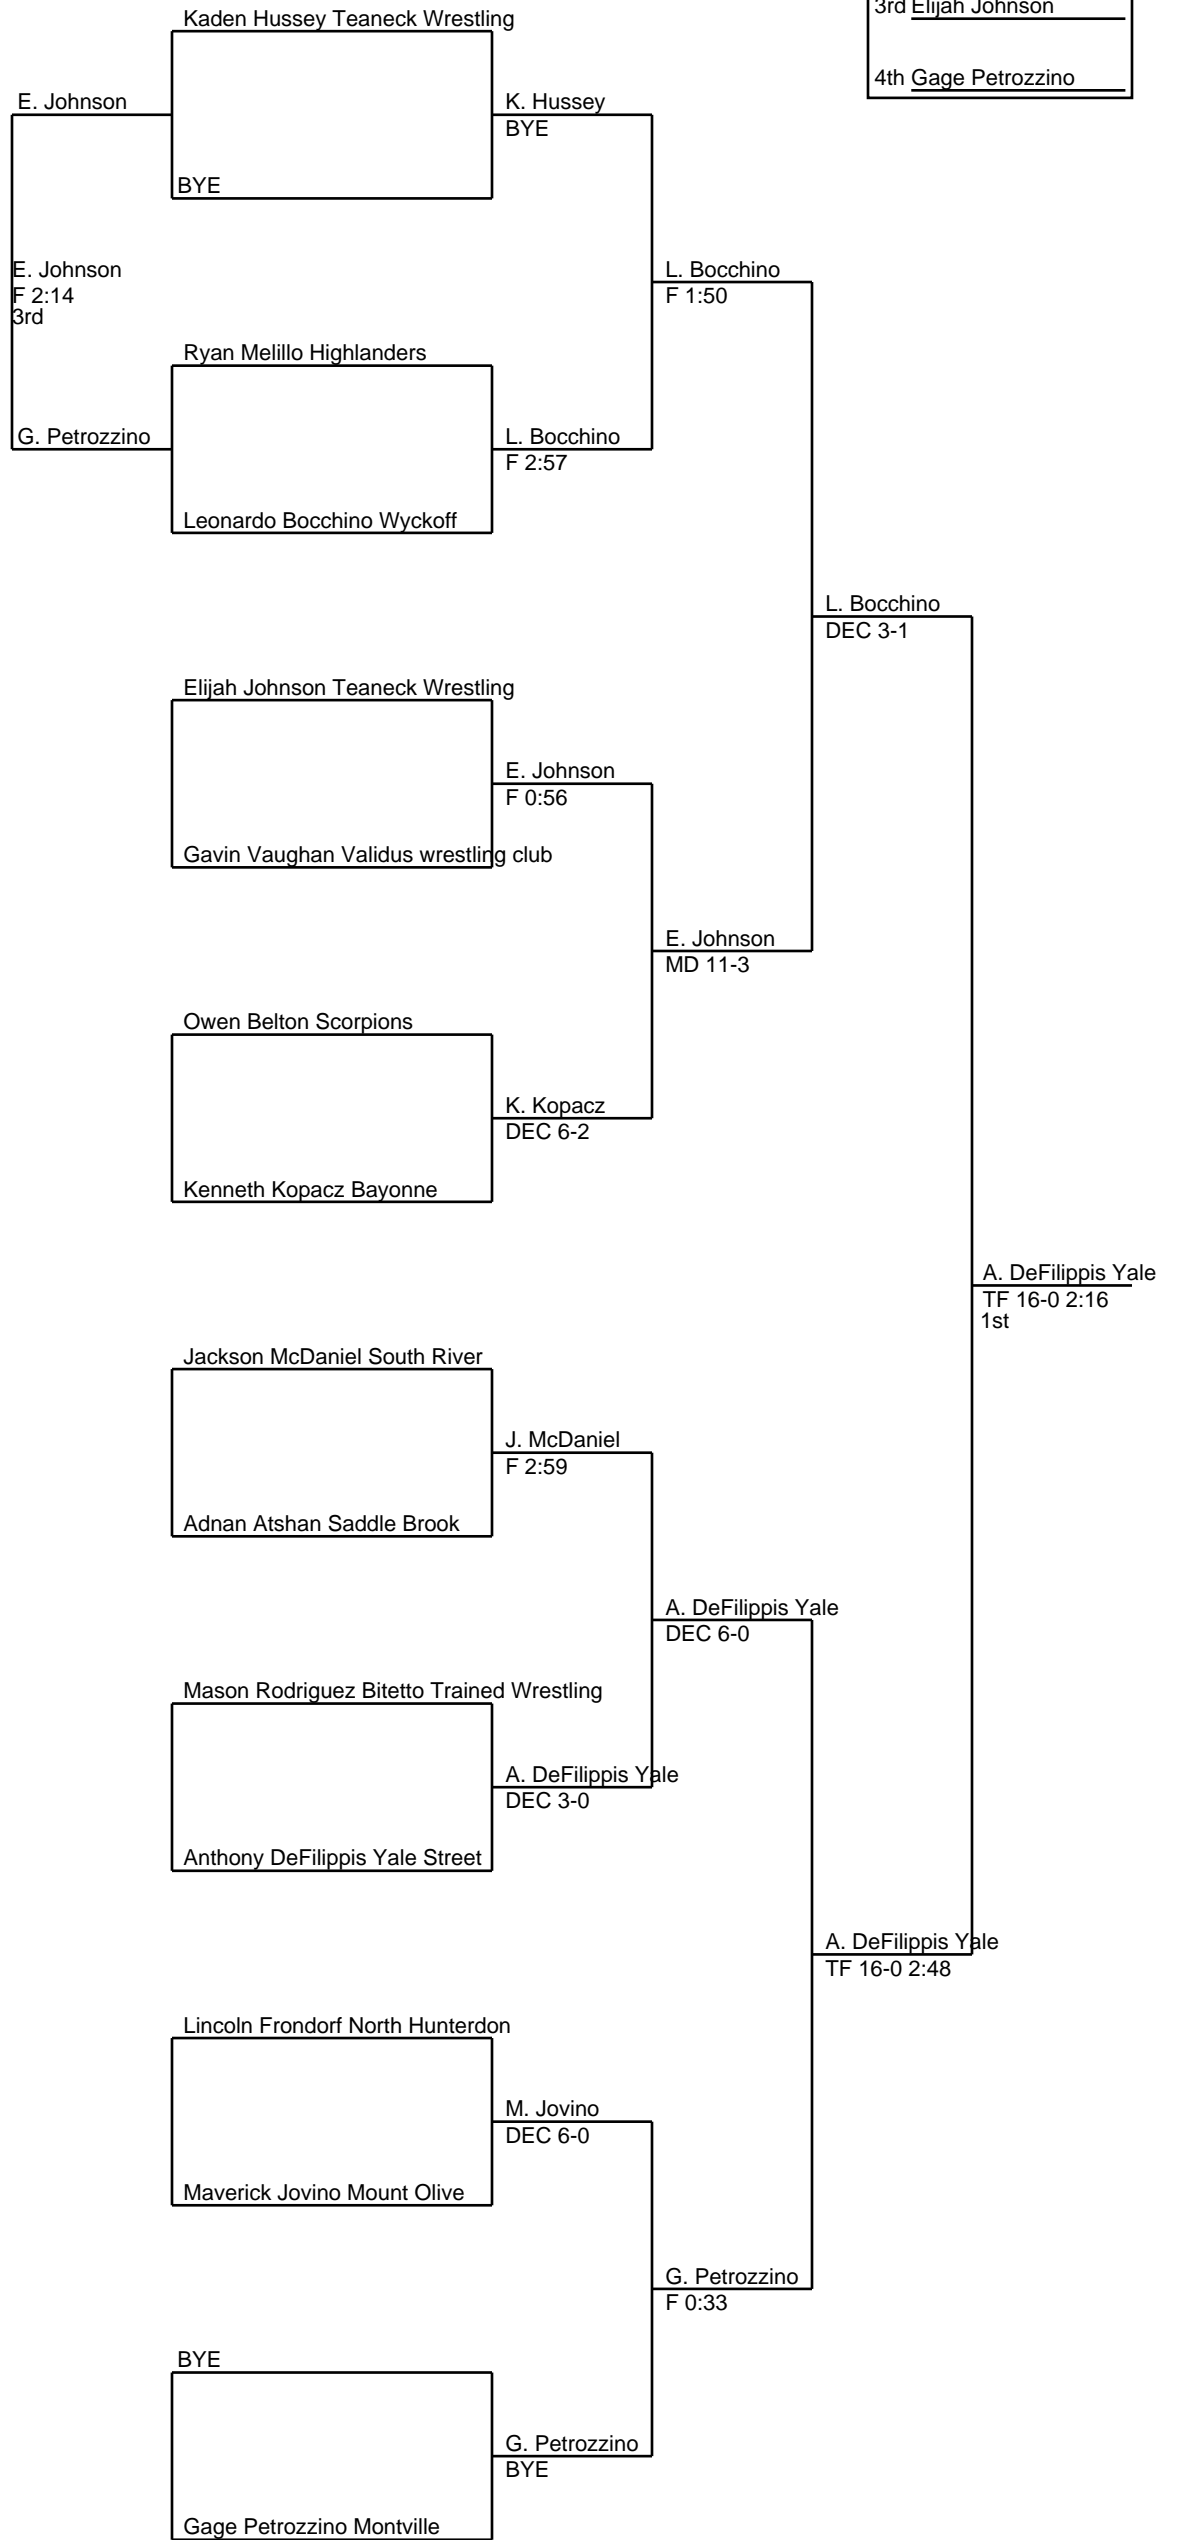 Kaden Hussey Teaneck Wrestling
3rd Elijah Johnson
4th Gage Petrozzino
E. Johnson
K. Hussey
BYE
BYE
E. Johnson
F 2:14
3rd
L. Bocchino
F 1:50
Ryan Melillo Highlanders
G. Petrozzino
L. Bocchino
F 2:57
Leonardo Bocchino Wyckoff
L. Bocchino
DEC 3-1
Elijah Johnson Teaneck Wrestling
E. Johnson
F 0:56
Gavin Vaughan Validus wrestling club
E. Johnson
MD 11-3
Owen Belton Scorpions
K. Kopacz
DEC 6-2
Kenneth Kopacz Bayonne
A. DeFilippis Yale
TF 16-0 2:16
1st
Jackson McDaniel South River
J. McDaniel
F 2:59
Adnan Atshan Saddle Brook
A. DeFilippis Yale
DEC 6-0
Mason Rodriguez Bitetto Trained Wrestling
A. DeFilippis Yale
DEC 3-0
Anthony DeFilippis Yale Street
A. DeFilippis Yale
TF 16-0 2:48
Lincoln Frondorf North Hunterdon
M. Jovino
DEC 6-0
Maverick Jovino Mount Olive
G. Petrozzino
F 0:33
BYE
G. Petrozzino
BYE
Gage Petrozzino Montville